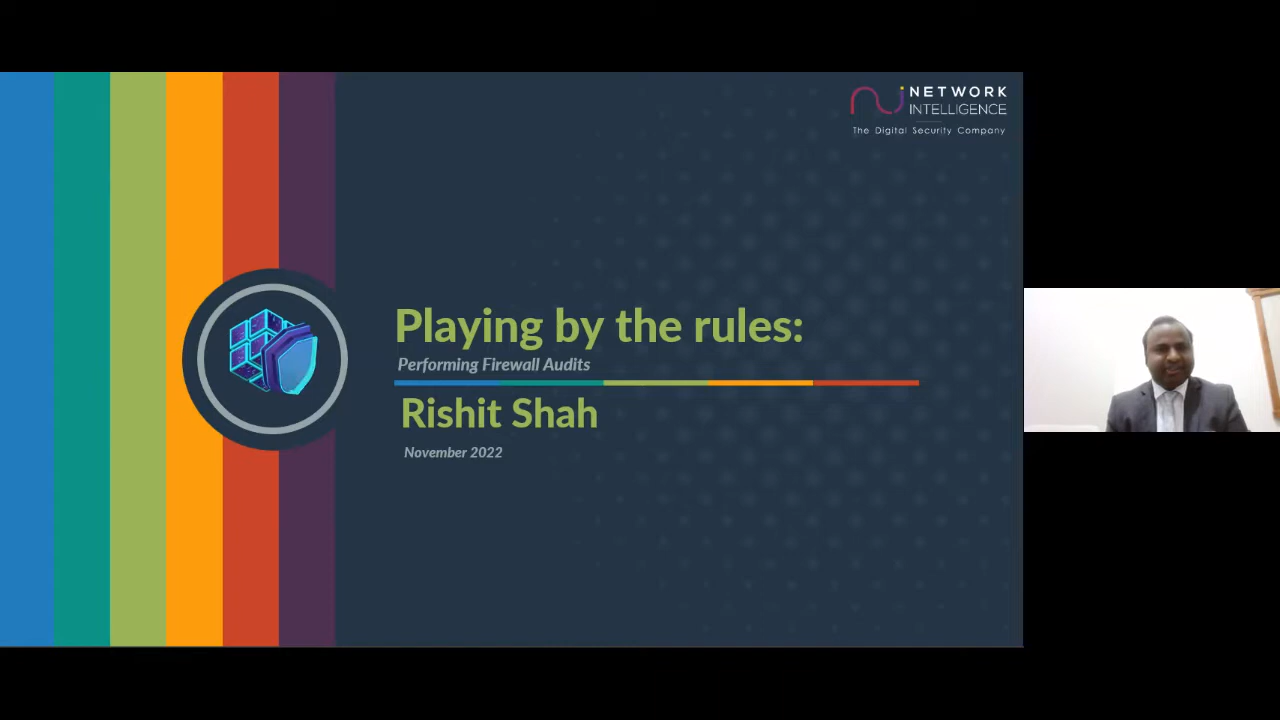 NETWORK
INTELLIGENCE
The Digital Security Company
Playing by the rules:
Performing Firewall Audits
Rishit Shah
November 2022